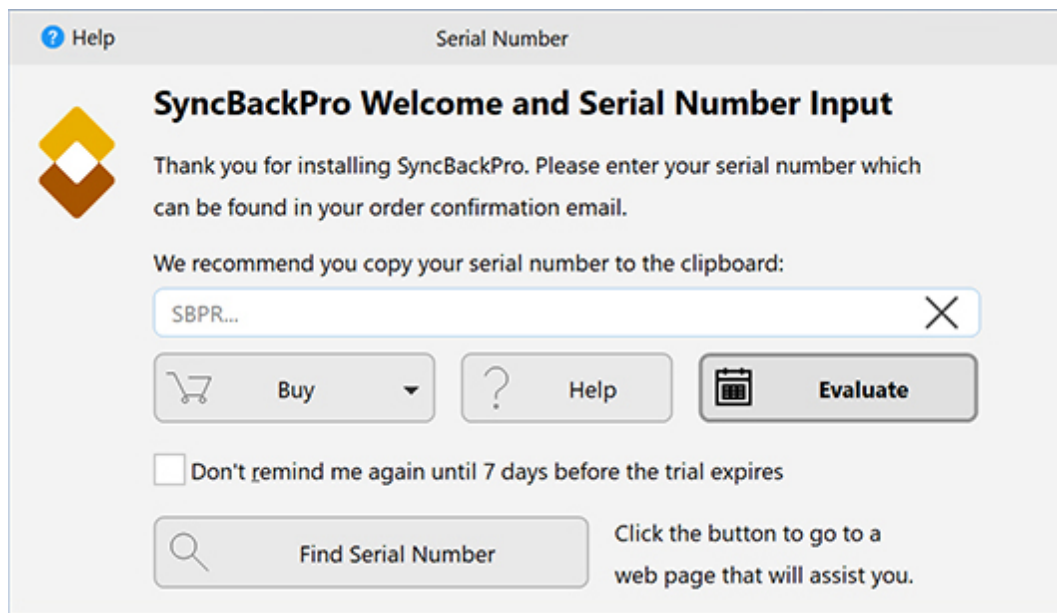 Help
Serial Number
SyncBackPro Welcome and Serial Number Input
Thank you for installing SyncBackPro. Please enter your serial number which
can be found in your order confirmation email.
We recommend you copy your serial number to the clipboard:
SBPR...
Buy
Help
Evaluate
Don't remind me again until 7 days before the trial expires
Find Serial Number
Click the button to go to a
web page that will assist you.